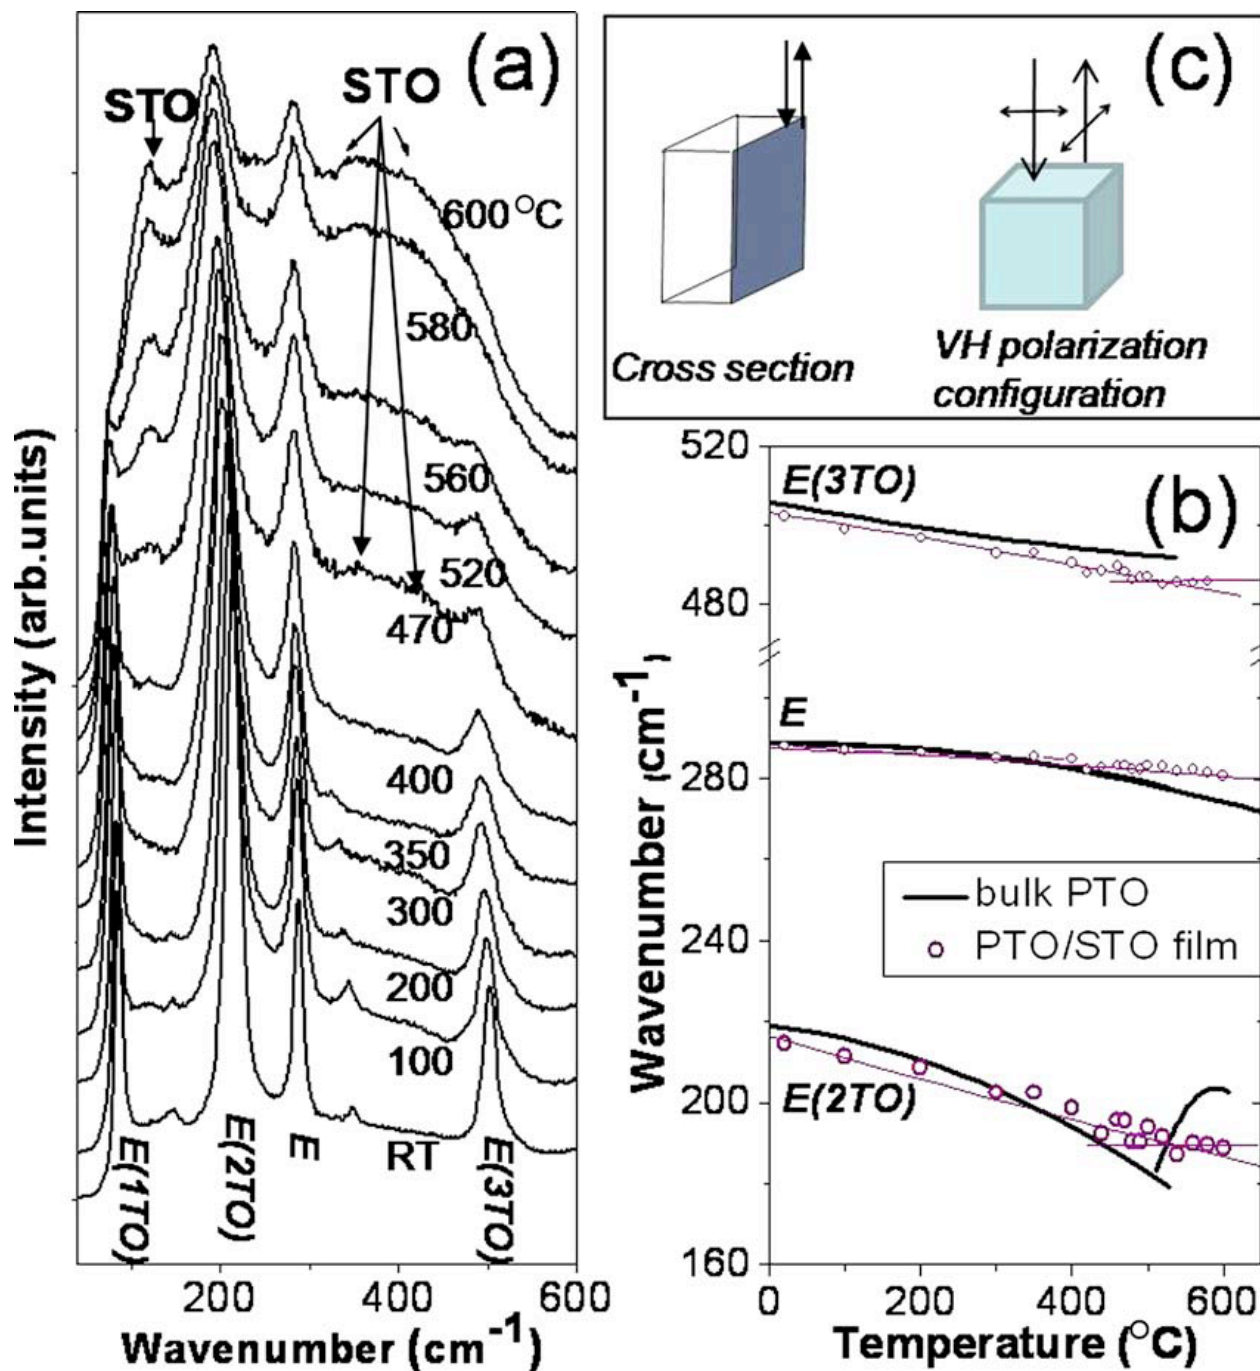 (a)
STO
STO
600 °C
580
560
520
470
400
350
300
200
100
RT
E(1TO)
E(2TO)
E
E(3TO)
Intensity (arb.units)
200
400
600
Wavenumber (cm⁻¹)
(c)
Cross section
VH polarization
configuration
(b)
E(3TO)
E
E(2TO)
bulk PTO
PTO/STO film
520
480
280
240
200
160
Wavenumber (cm⁻¹)
0
200
400
600
Temperature (°C)